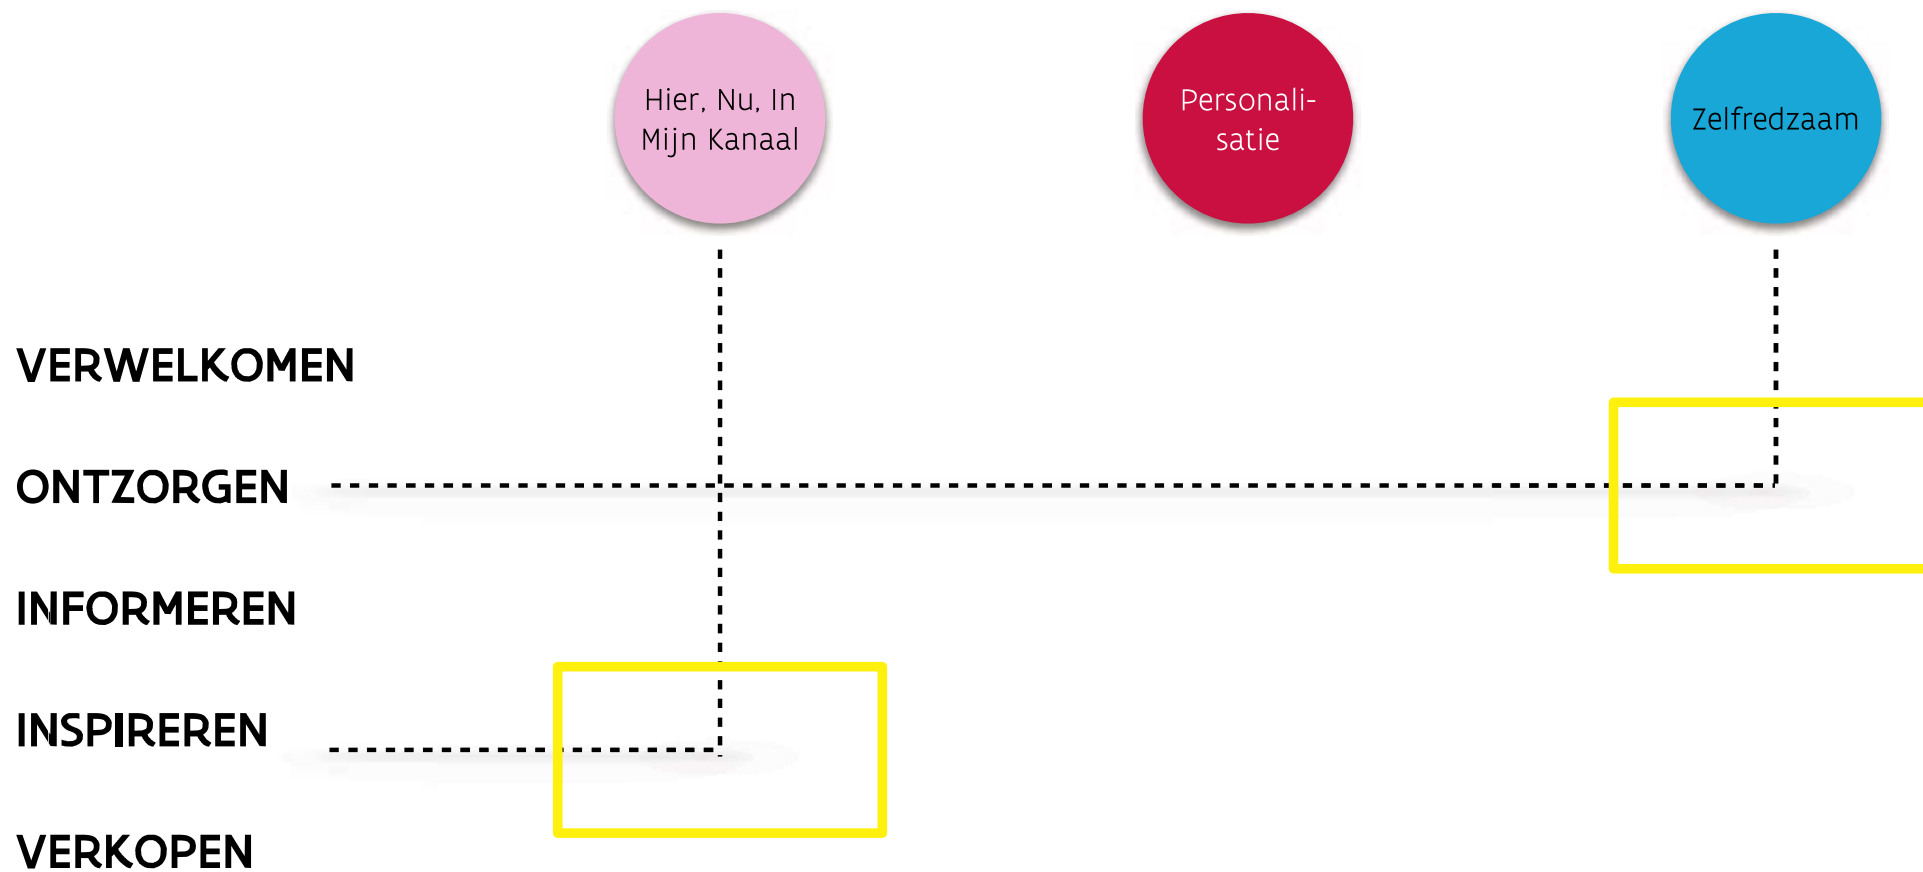 Hier, Nu, In
Mijn Kanaal
Personali-
satie
Zelfredzaam
VERWELKOMEN
ONTZORGEN
INFORMEREN
INSPIREREN
VERKOPEN